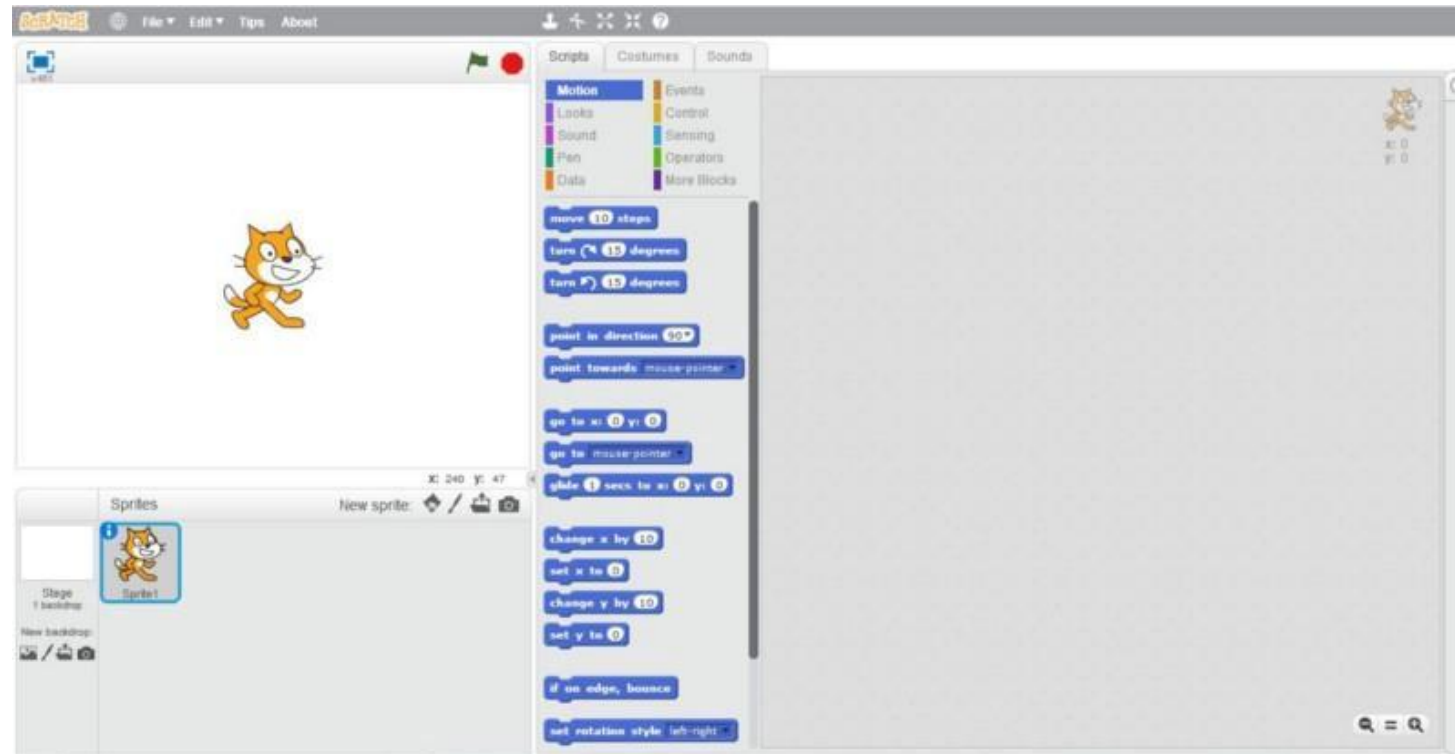 SCRATCH File Edit Tips About
v461
Scripts Costumes Sounds
Motion Events
Looks Control
Sound Sensing
Pen Operators
Data More Blocks
x: 0
y: 0
move 10 steps
turn 15 degrees
turn 15 degrees
point in direction 90
point towards mouse-pointer
go to x: 0 y: 0
go to mouse-pointer
glide 1 secs to x: 0 y: 0
change x by 10
set x to 0
change y by 10
set y to 0
if on edge, bounce
set rotation style left-right
X: 240 y: 47
Sprites New sprite:
Sprite1
Stage
1 backdrop
New backdrop: